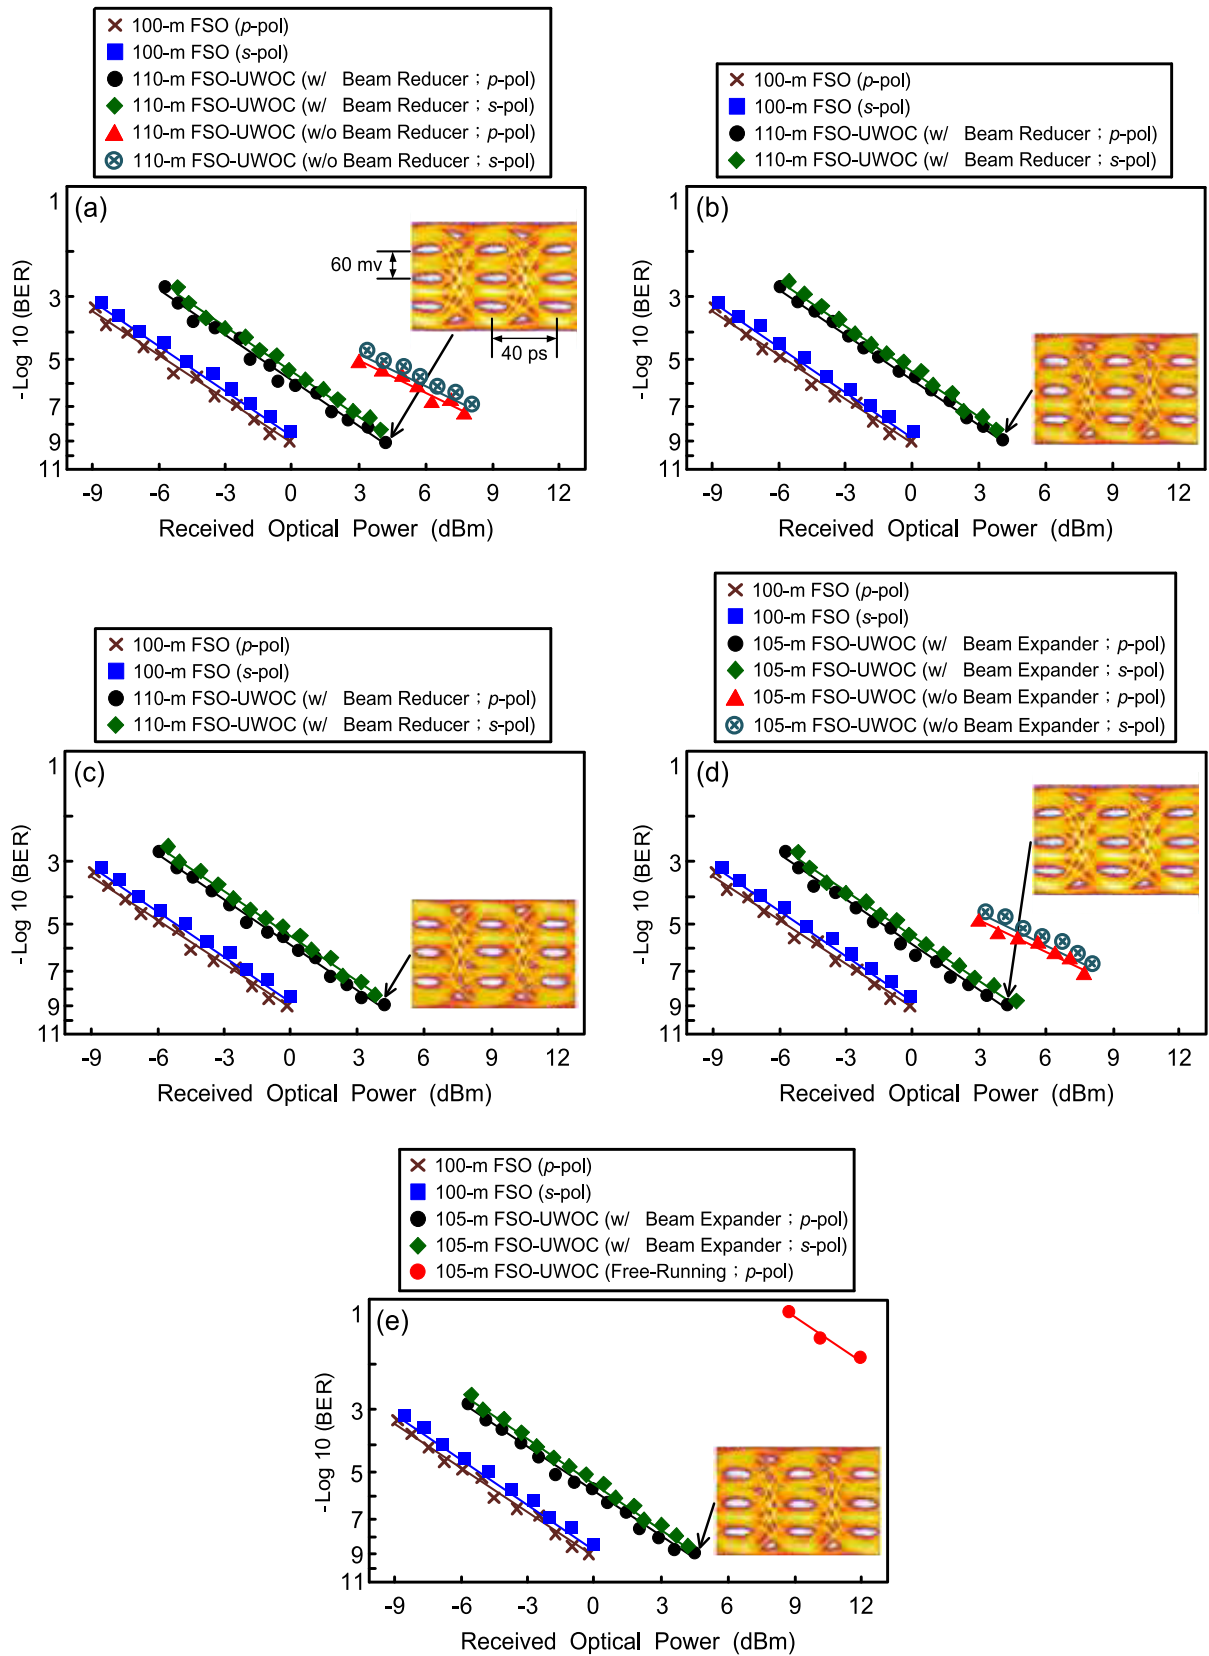 100-m FSO (p-pol)
100-m FSO (s-pol)
110-m FSO-UWOC (w/ Beam Reducer ; p-pol)
110-m FSO-UWOC (w/ Beam Reducer ; s-pol)
110-m FSO-UWOC (w/o Beam Reducer ; p-pol)
110-m FSO-UWOC (w/o Beam Reducer ; s-pol)
(a)
60 mv
40 ps
-Log 10 (BER)
1
3
5
7
9
11
-9 -6 -3 0 3 6 9 12
Received Optical Power (dBm)
100-m FSO (p-pol)
100-m FSO (s-pol)
110-m FSO-UWOC (w/ Beam Reducer ; p-pol)
110-m FSO-UWOC (w/ Beam Reducer ; s-pol)
(b)
-Log 10 (BER)
1
3
5
7
9
11
-9 -6 -3 0 3 6 9 12
Received Optical Power (dBm)
100-m FSO (p-pol)
100-m FSO (s-pol)
110-m FSO-UWOC (w/ Beam Reducer ; p-pol)
110-m FSO-UWOC (w/ Beam Reducer ; s-pol)
(c)
-Log 10 (BER)
1
3
5
7
9
11
-9 -6 -3 0 3 6 9 12
Received Optical Power (dBm)
100-m FSO (p-pol)
100-m FSO (s-pol)
105-m FSO-UWOC (w/ Beam Expander ; p-pol)
105-m FSO-UWOC (w/ Beam Expander ; s-pol)
105-m FSO-UWOC (w/o Beam Expander ; p-pol)
105-m FSO-UWOC (w/o Beam Expander ; s-pol)
(d)
-Log 10 (BER)
1
3
5
7
9
11
-9 -6 -3 0 3 6 9 12
Received Optical Power (dBm)
100-m FSO (p-pol)
100-m FSO (s-pol)
105-m FSO-UWOC (w/ Beam Expander ; p-pol)
105-m FSO-UWOC (w/ Beam Expander ; s-pol)
105-m FSO-UWOC (Free-Running ; p-pol)
(e)
-Log 10 (BER)
1
3
5
7
9
11
-9 -6 -3 0 3 6 9 12
Received Optical Power (dBm)